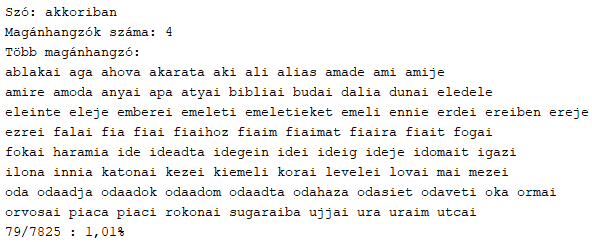 Szó: akkoriban
Magánhangzók száma: 4
Több magánhangzó:
ablakai aga ahova akarata aki ali alias amade ami amije
amire amoda anyai apa atyai bibliai budai dalia dunai eledele
eleinte eleje emberei emeleti emeletieket emeli ennie erdei ereiben ereje
ezrei falai fia fiai fiaihoz fiaim fiaimat fiaira fiait fogai
fokai haramia ide ideadta idegein idei ideig ideje idomait igazi
ilona innia katonai kezei kiemeli korai levelei lovai mai mezei
oda odaadja odaadok odaadom odaadta odahaza odasiet odaveti oka ormai
orvosai piaca piaci rokonai sugaraiba ujjai ura uraim utcai
79/7825 : 1,01%